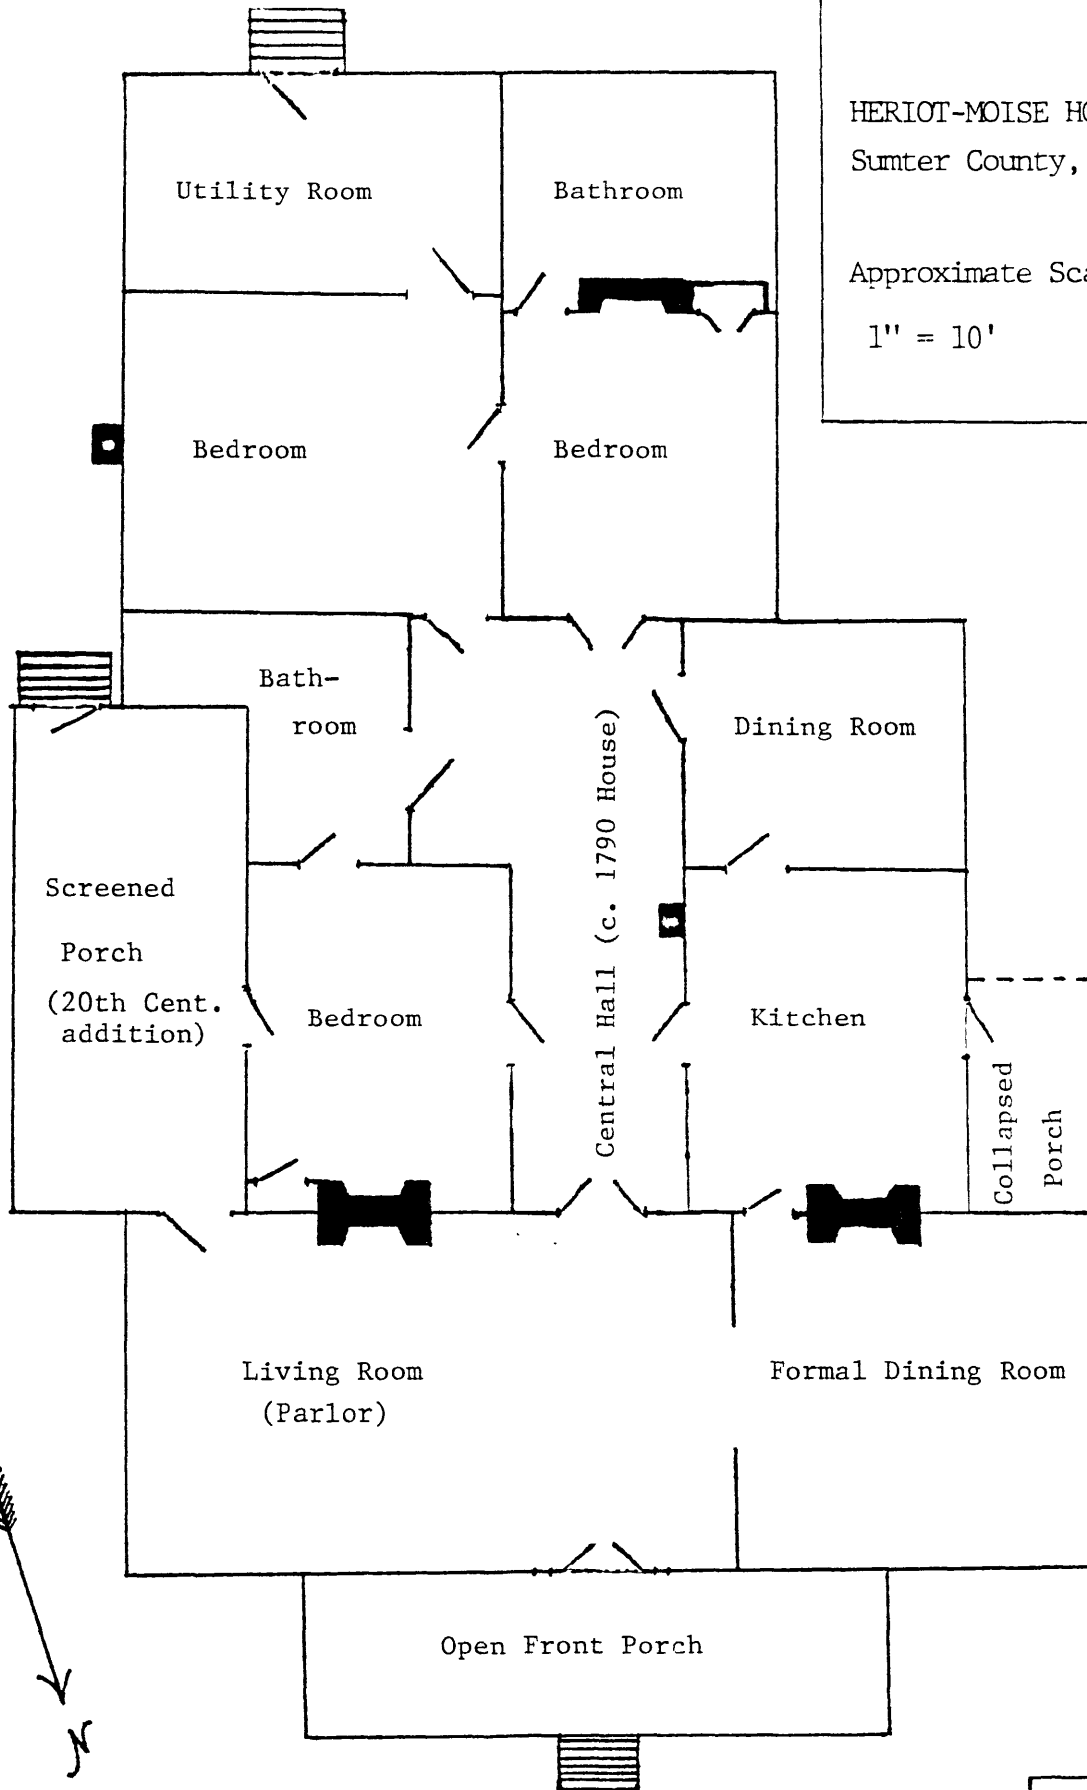 HERIOT-MOISE
Sumter County,
Approximate
1" = 10'
Utility Room
Bathroom
Bedroom
Bedroom
Bath-
room
Dining Room
Central Hall (c. 1790 House)
Screened
Porch
(20th Cent.
addition)
Bedroom
Kitchen
Collapsed
Porch
Living Room
(Parlor)
Formal Dining Room
Open Front Porch
N